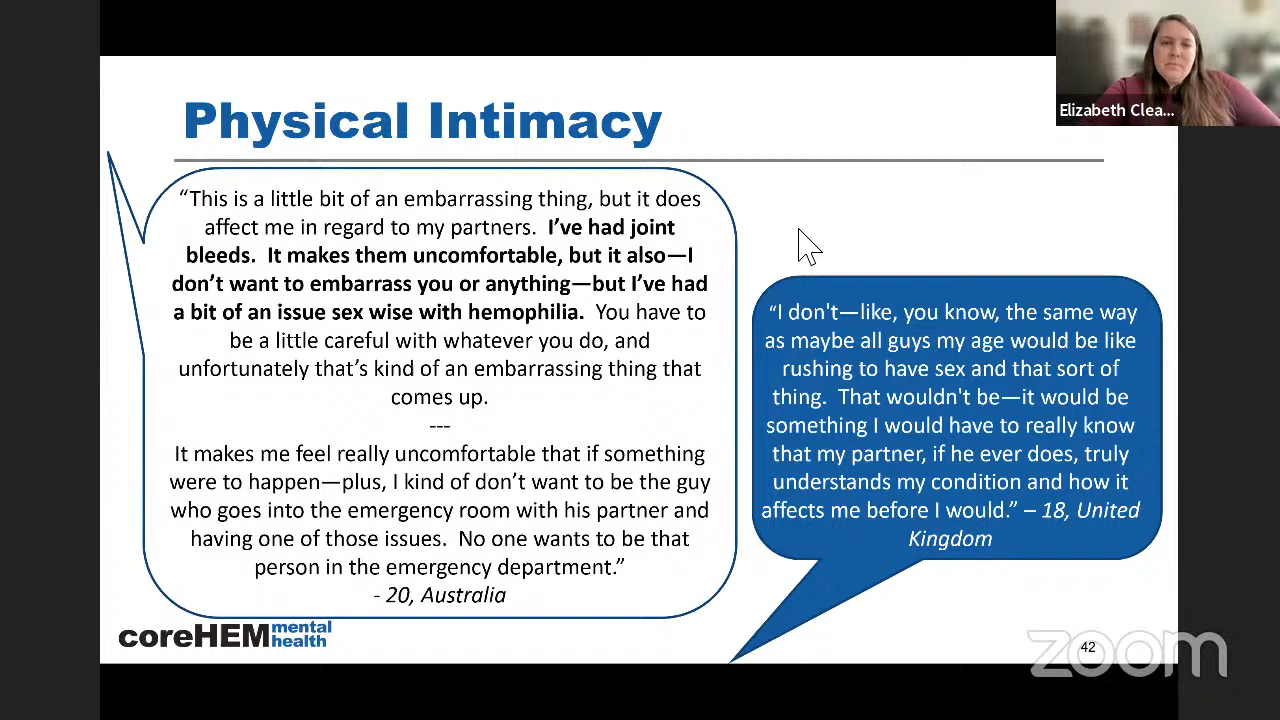 Elizabeth Clea...
Physical Intimacy
“This is a little bit of an embarrassing thing, but it does
affect me in regard to my partners. I’ve had joint
bleeds. It makes them uncomfortable, but it also—I
don’t want to embarrass you or anything—but I’ve had
a bit of an issue sex wise with hemophilia. You have to
be a little careful with whatever you do, and
unfortunately that’s kind of an embarrassing thing that
comes up.
---
It makes me feel really uncomfortable that if something
were to happen—plus, I kind of don’t want to be the guy
who goes into the emergency room with his partner and
having one of those issues. No one wants to be that
person in the emergency department.”
- 20, Australia
“I don't—like, you know, the same way
as maybe all guys my age would be like
rushing to have sex and that sort of
thing. That wouldn't be—it would be
something I would have to really know
that my partner, if he ever does, truly
understands my condition and how it
affects me before I would.” – 18, United
Kingdom
coreHEM mental
health
42
zoom